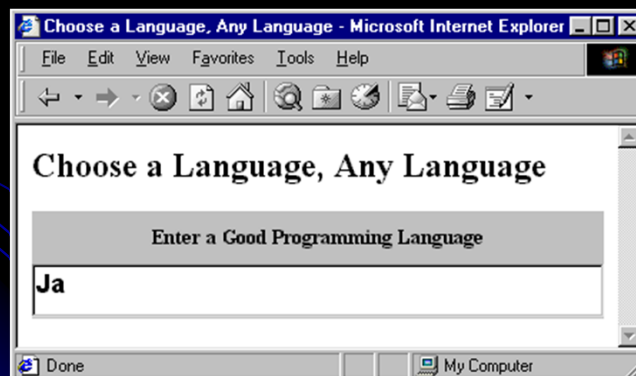 Choose a Language, Any Language - Microsoft Internet Explorer
File Edit View Favorites Tools Help
Choose a Language, Any Language
Enter a Good Programming Language
Ja
Done My Computer